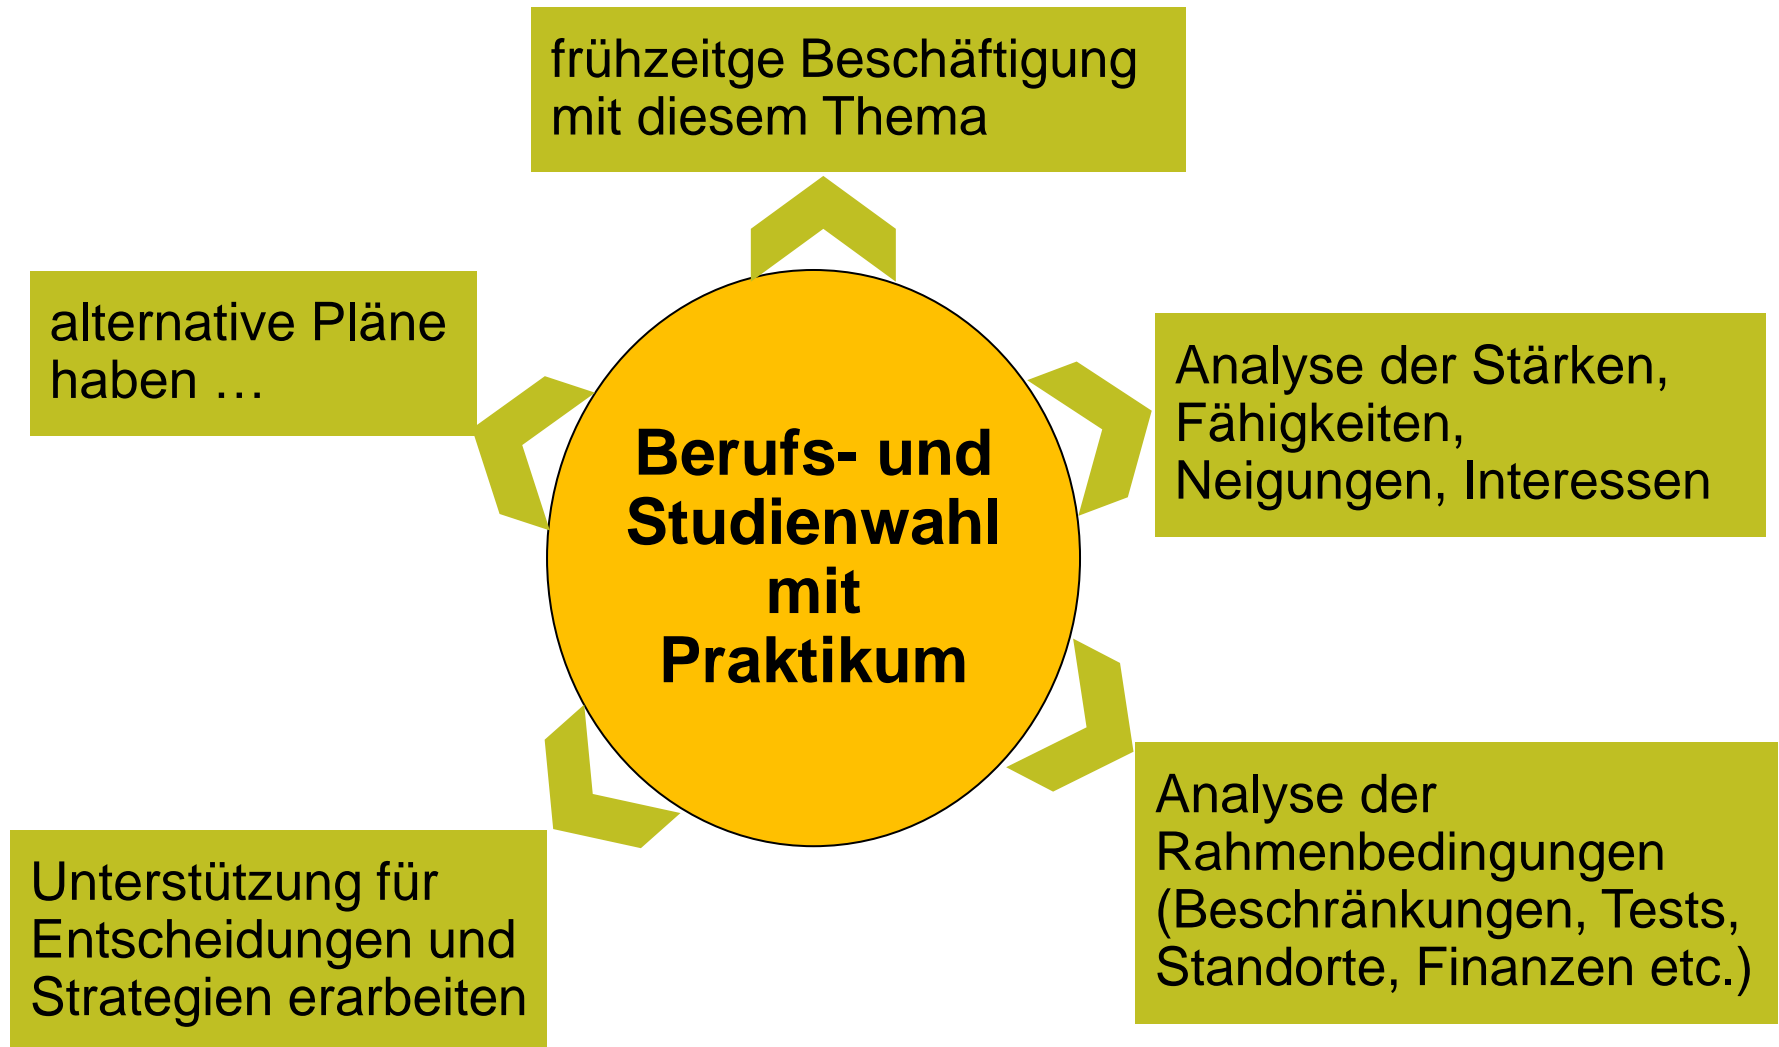 frühzeitge Beschäftigung
mit diesem Thema
alternative Pläne
haben …
Berufs- und
Studienwahl
mit
Praktikum
Analyse der Stärken,
Fähigkeiten,
Neigungen, Interessen
Analyse der
Rahmenbedingungen
(Beschränkungen, Tests,
Standorte, Finanzen etc.)
Unterstützung für
Entscheidungen und
Strategien erarbeiten